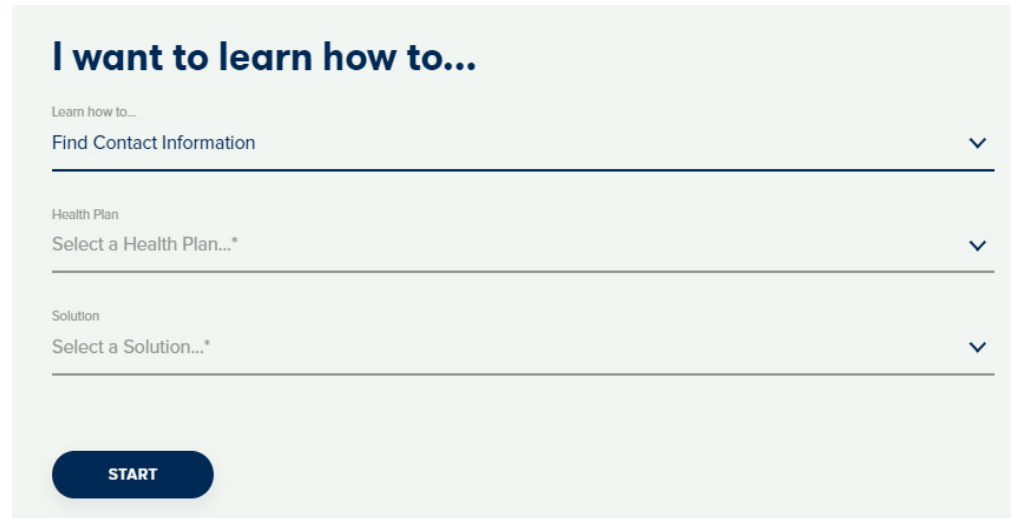 I want to learn how to...
Learn how to...
Find Contact Information
Health Plan
Select a Health Plan...*
Solution
Select a Solution...*
START